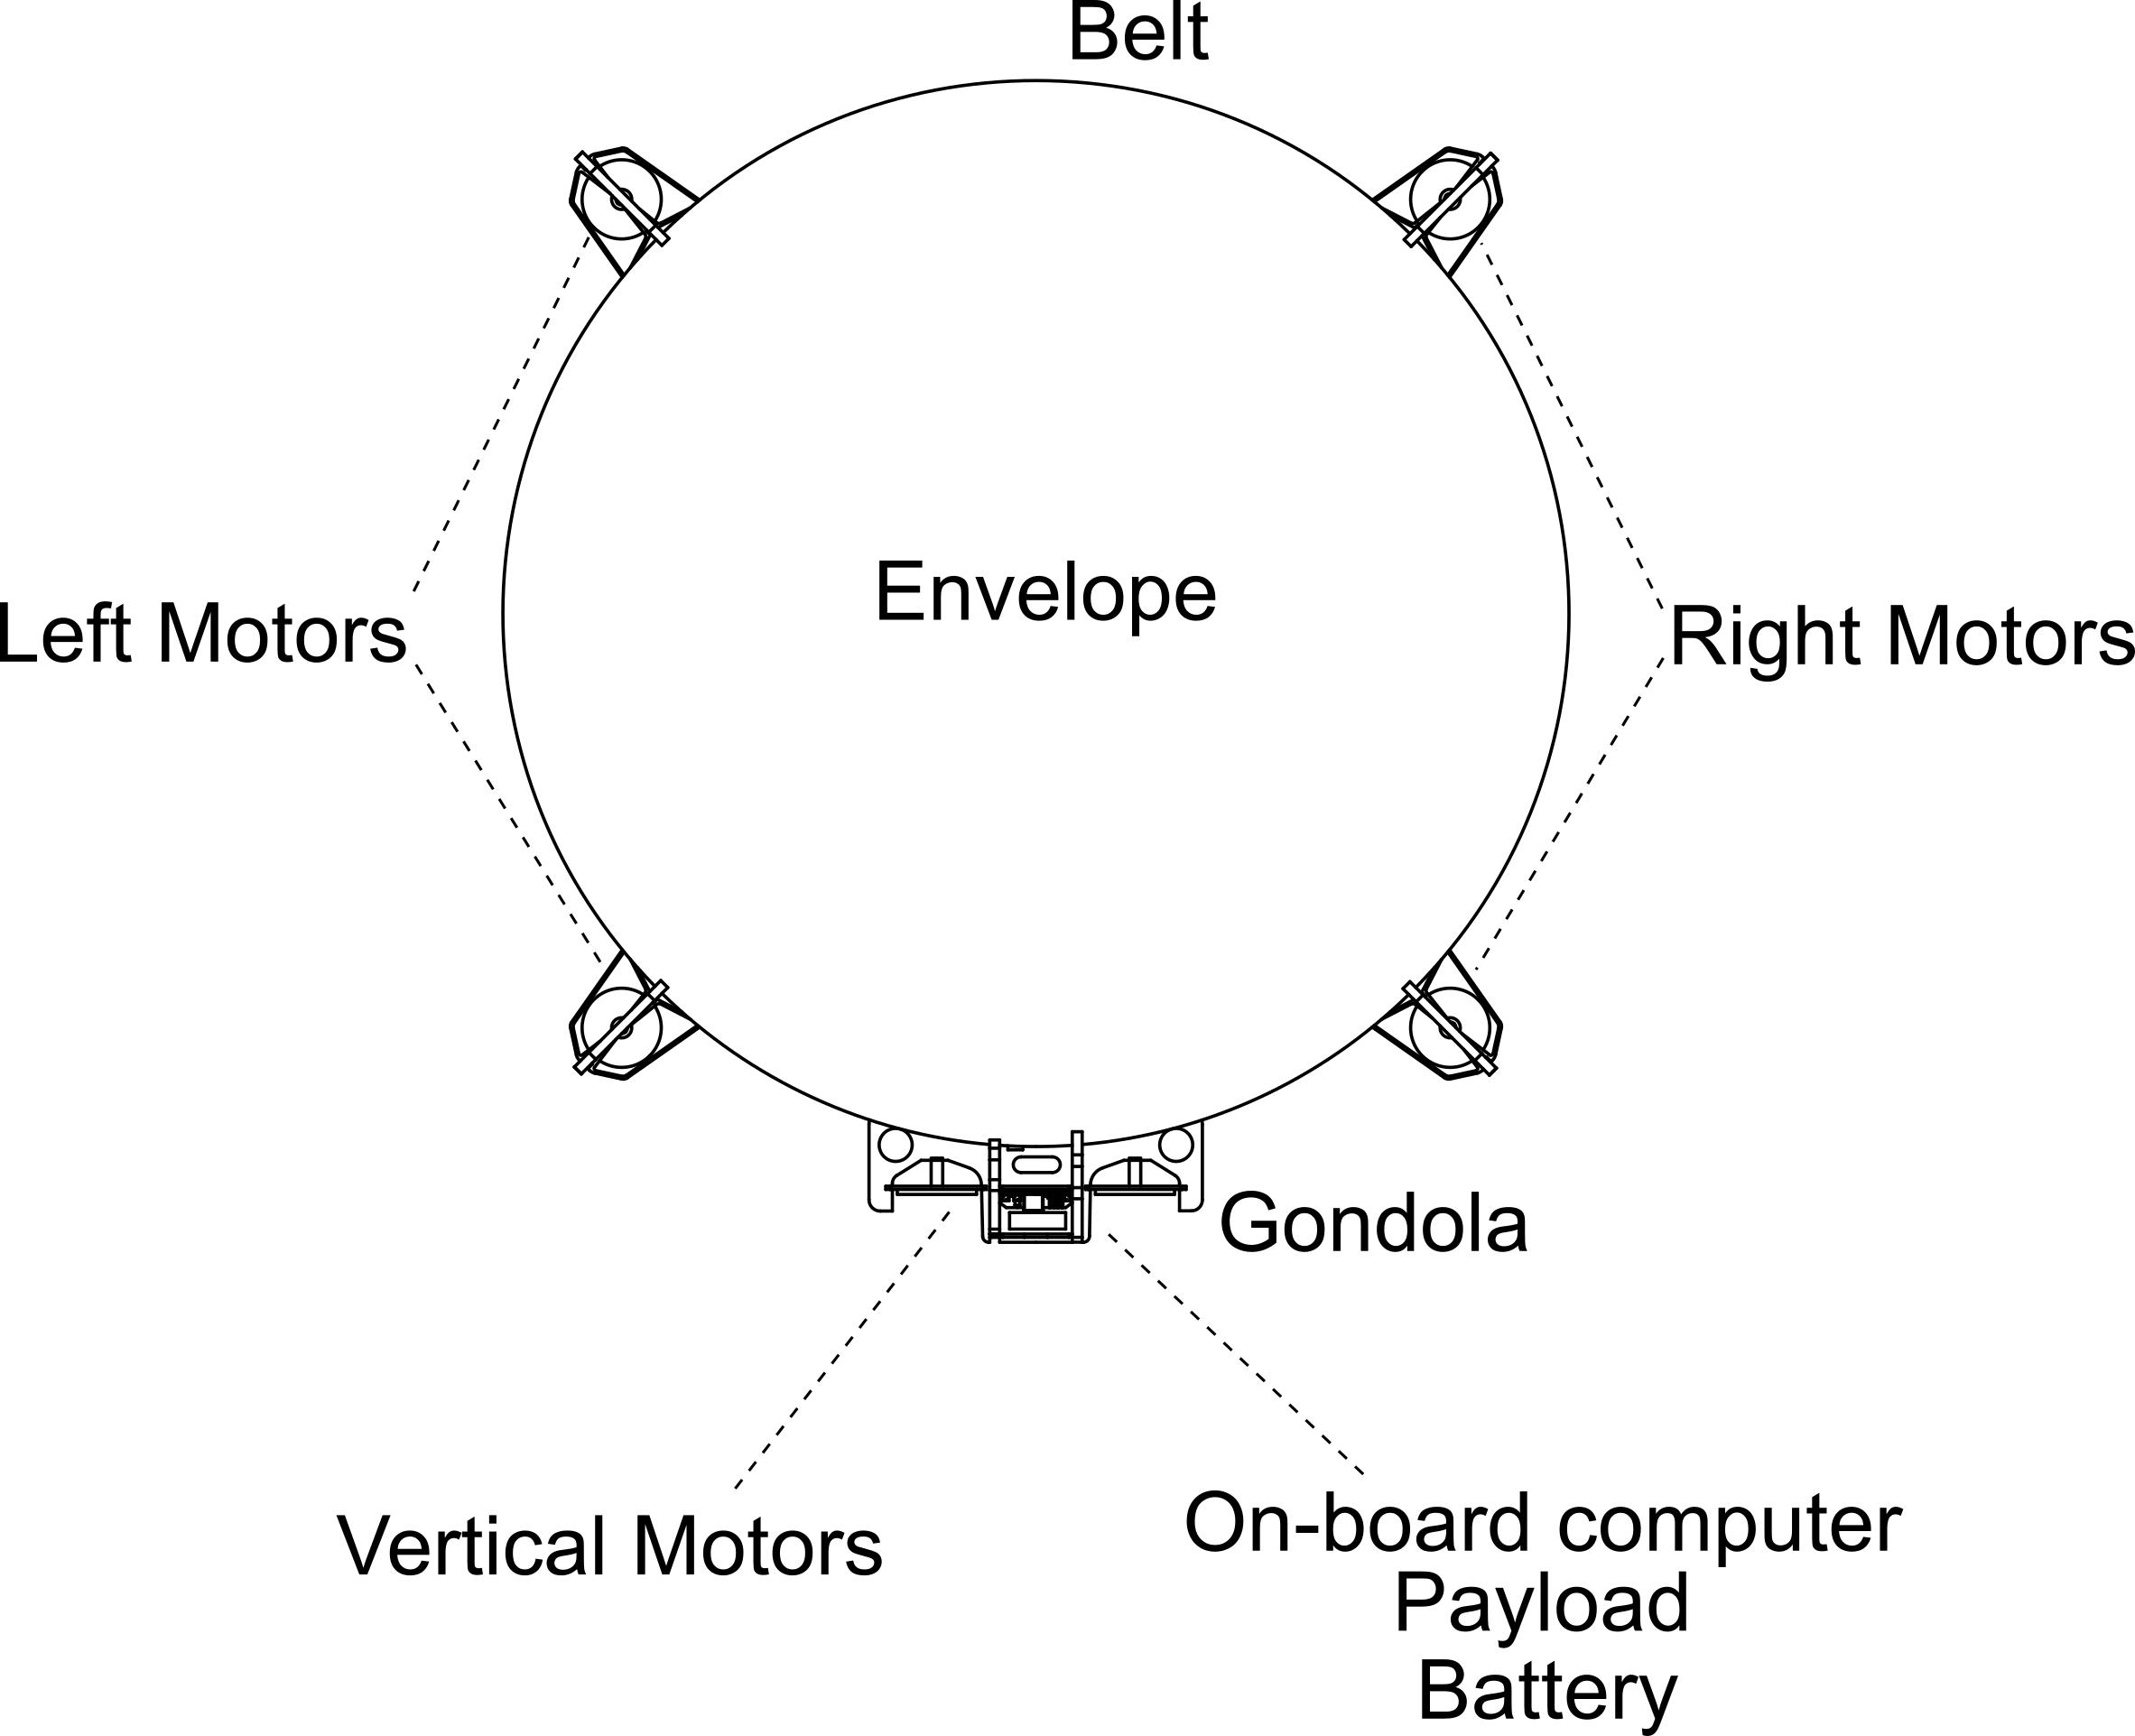 Belt
Envelope
Left Motors
Right Motors
Gondola
Vertical Motors
On-board computer
Payload
Battery